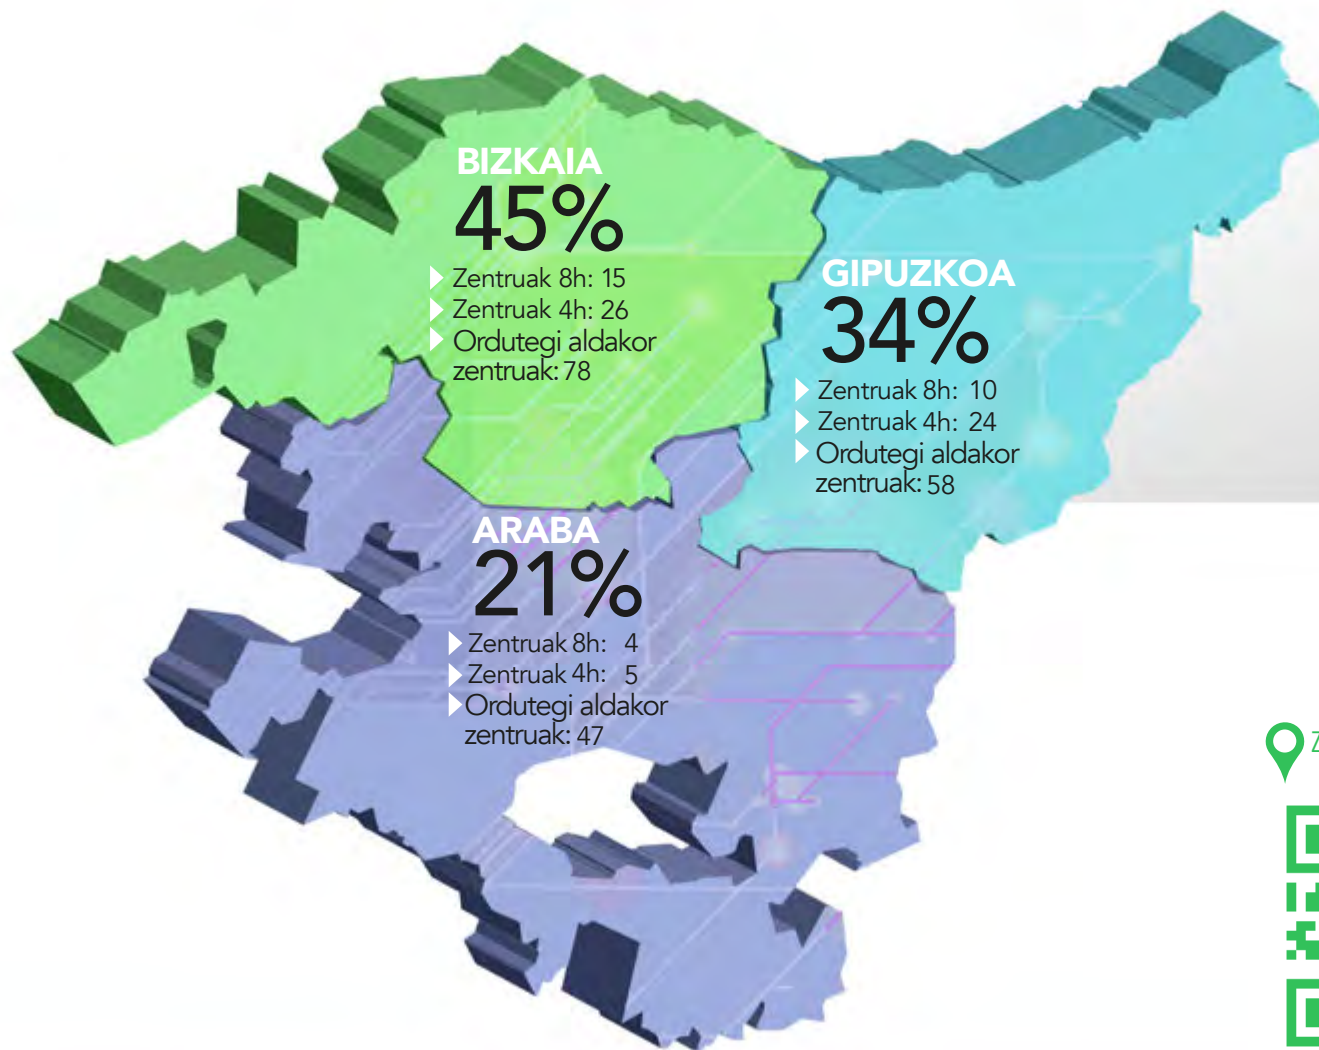 BIZKAIA
45%
Zentruak 8h: 15
Zentruak 4h: 26
Ordutegi aldakor
zentruak: 78
GIPUZKOA
34%
Zentruak 8h: 10
Zentruak 4h: 24
Ordutegi aldakor
zentruak: 58
ARABA
21%
Zentruak 8h: 4
Zentruak 4h: 5
Ordutegi aldakor
zentruak: 47